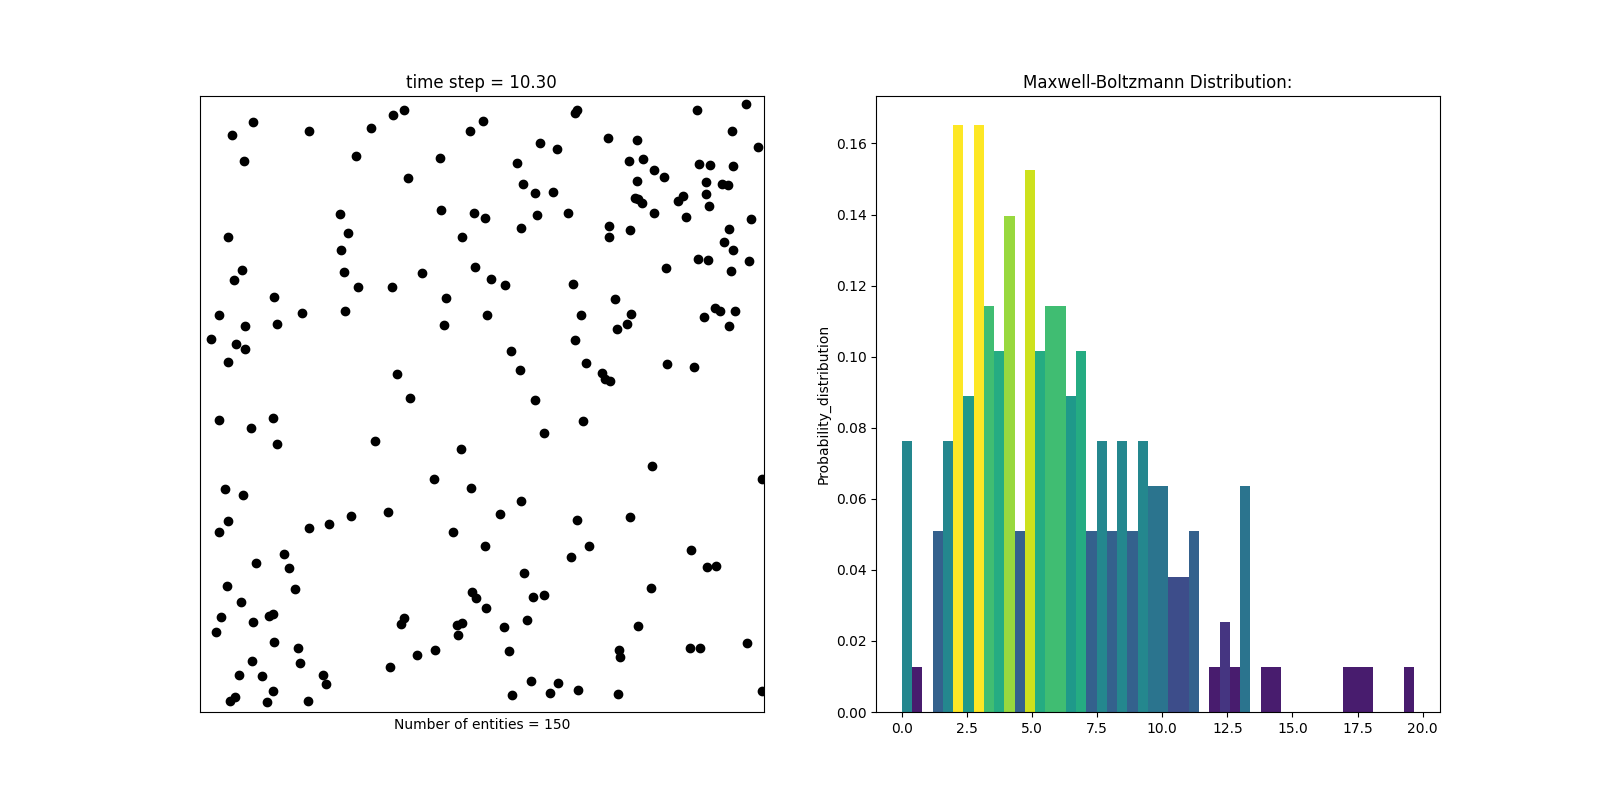 time step = 10.30
Number of entities = 150
Maxwell-Boltzmann Distribution:
Probability_distribution
0.16
0.14
0.12
0.10
0.08
0.06
0.04
0.02
0.00
0.0 2.5 5.0 7.5 10.0 12.5 15.0 17.5 20.0